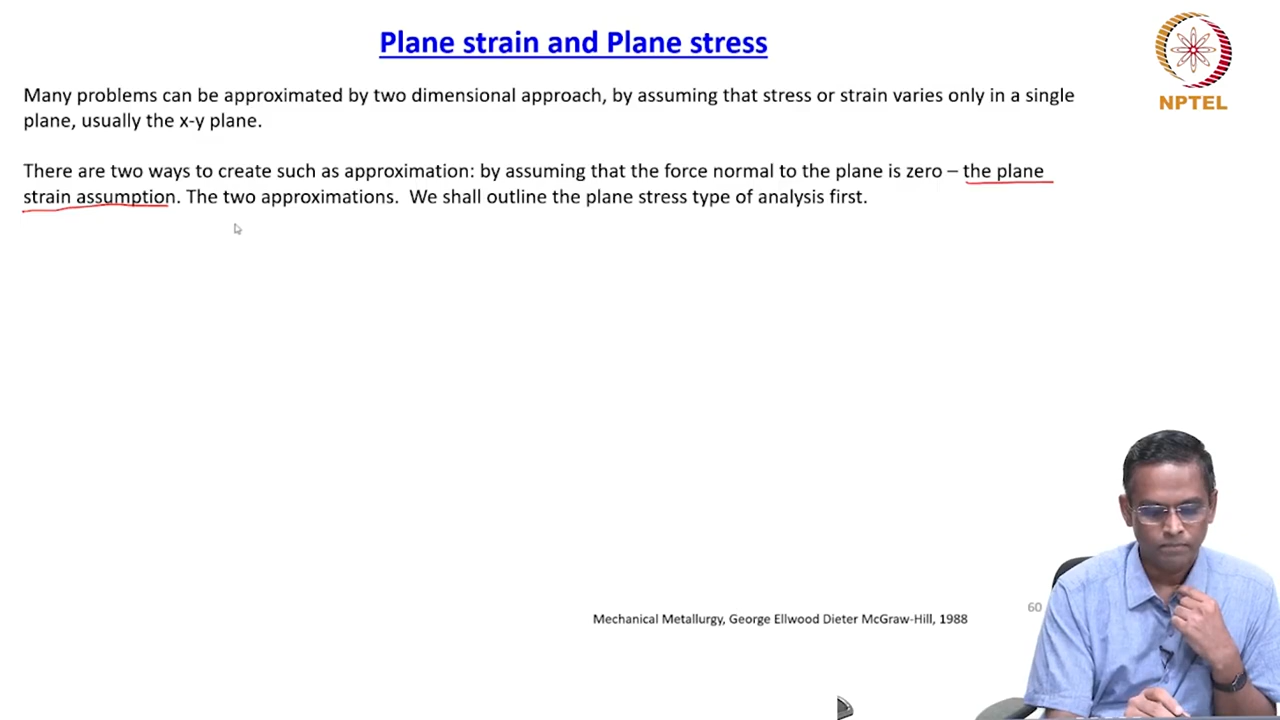 Plane strain and Plane stress
NPTEL
Many problems can be approximated by two dimensional approach, by assuming that stress or strain varies only in a single
plane, usually the x-y plane.
There are two ways to create such as approximation: by assuming that the force normal to the plane is zero – the plane
strain assumption. The two approximations.  We shall outline the plane stress type of analysis first.
60
Mechanical Metallurgy, George Ellwood Dieter McGraw-Hill, 1988